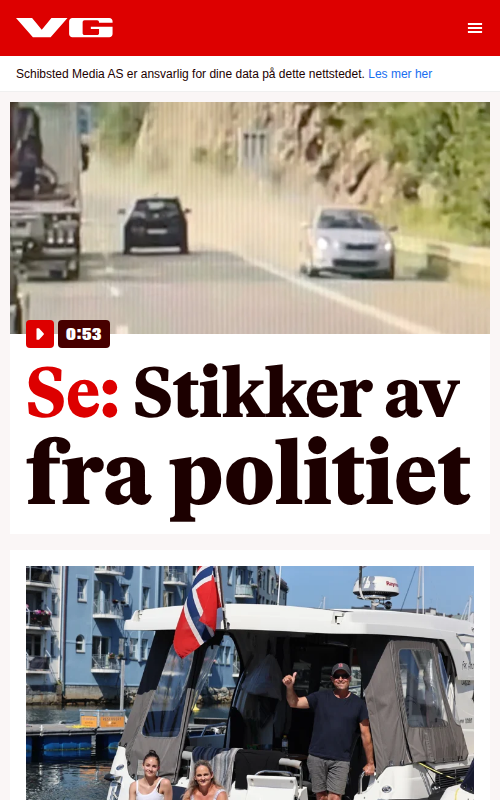 VG
Schibsted Media AS er ansvarlig for dine data på dette nettstedet. Les mer her
0:53
Se: Stikker av
fra politiet